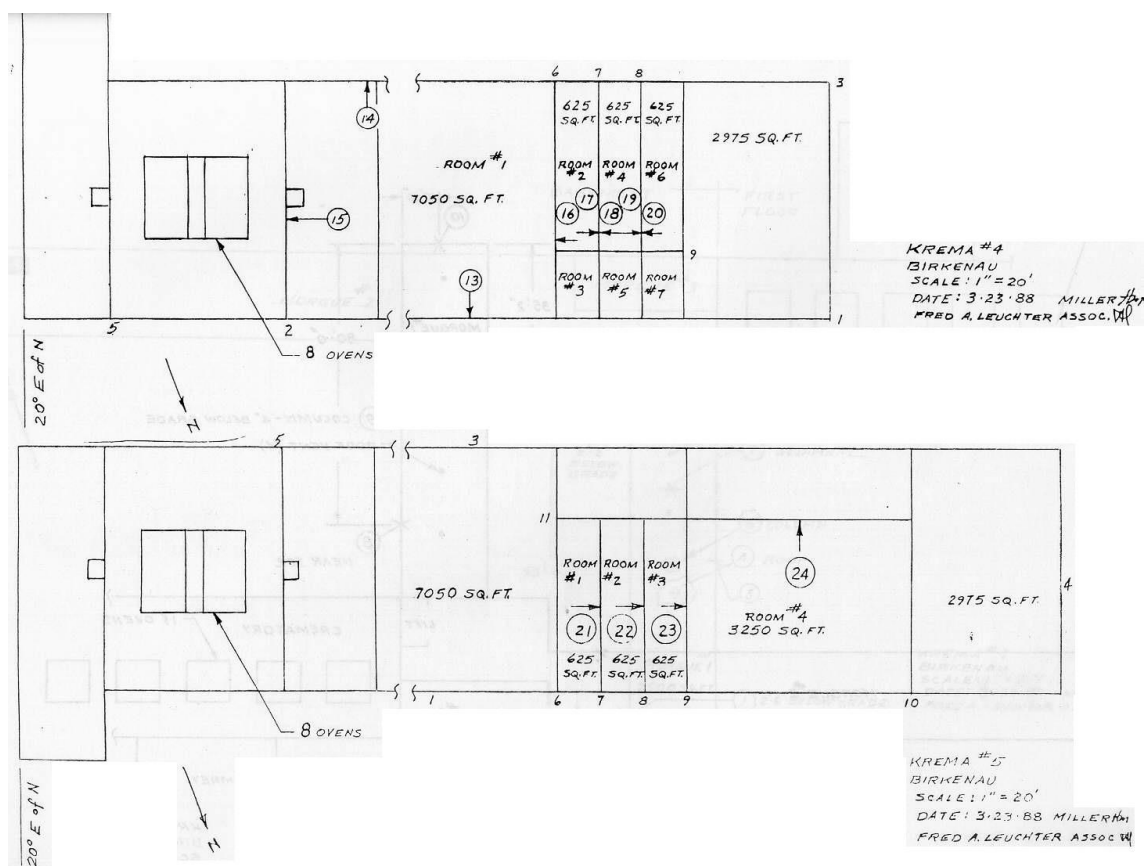 6 7 8 3
14
625 625 625
SQ.FT. SQ.FT. SQ.FT.
2975 SQ.FT.
ROOM #1
ROOM ROOM ROOM
#2 #4 #6
7050 SQ. FT.
17 19
16 18 20
15
9
ROOM ROOM ROOM
#3 #5 #7
13
5 2 1
8 OVENS
KREMA #4
BIRKENAU
SCALE: 1" = 20'
DATE: 3·23·88 MILLER
FRED A. LEUCHTER ASSOC.
20° E of N
N
5 3
11
ROOM ROOM ROOM
#1 #2 #3
24
4
7050 SQ.FT.
2975 SQ.FT.
ROOM #4
3250 SQ. FT.
21 22 23
625 625 625
SQ.FT. SQ.FT. SQ.FT.
1 6 7 8 9 10
8 OVENS
KREMA #5
BIRKENAU
SCALE: 1" = 20'
DATE: 3·23·88 MILLER
FRED A. LEUCHTER ASSOC
20° E of N
N